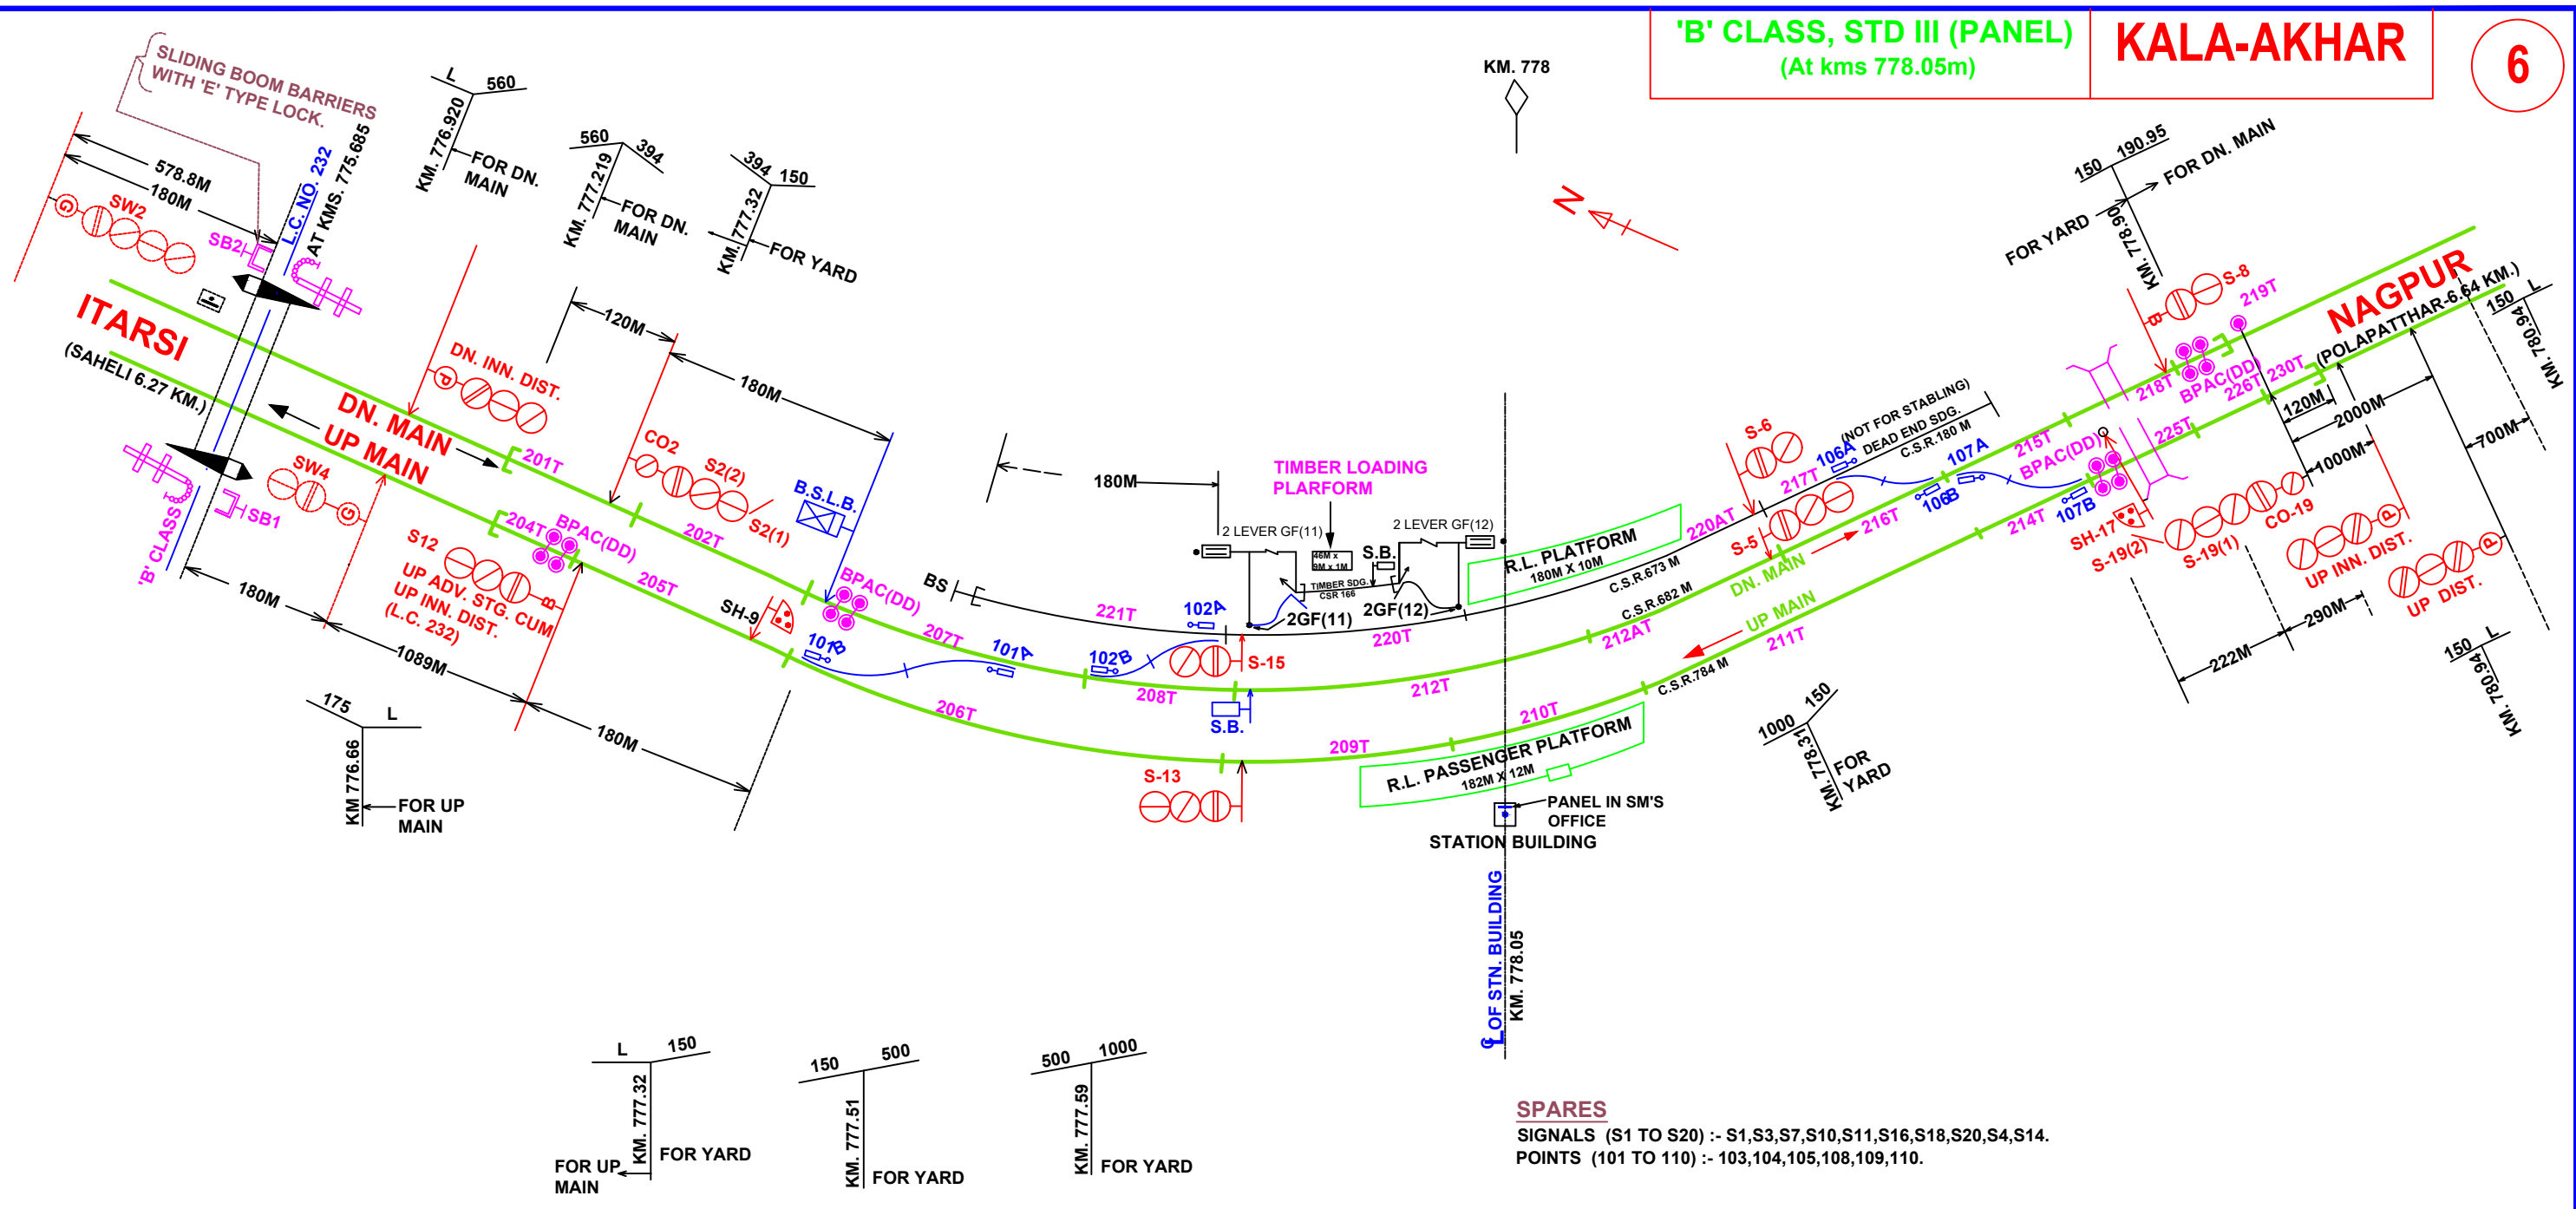 'B' CLASS, STD III (PANEL)
(At kms 778.05m)
KALA-AKHAR
6
SLIDING BOOM BARRIERS
WITH 'E' TYPE LOCK.
L.C. NO. 232
AT KMS. 775.685
578.8M
180M
G
SW2
SB2
L
560
KM. 776.920
FOR DN.
MAIN
560
394
KM. 777.219
FOR DN.
MAIN
394
150
KM. 777.32
FOR YARD
KM. 778
N
150
190.95
FOR DN. MAIN
FOR YARD
KM. 778.90
ITARSI
(SAHELI 6.27 KM.)
DN. MAIN
UP MAIN
DN. INN. DIST.
P
120M
180M
CO2
S2(2)
S2(1)
B.S.L.B.
201T
202T
204T
BPAC(DD)
205T
'B' CLASS
SB1
SW4
G
S12
UP ADV. STG. CUM
UP INN. DIST.
(L.C. 232)
B
180M
1089M
180M
175
L
KM 776.66
FOR UP
MAIN
SH-9
101B
BPAC(DD)
207T
101A
102B
206T
208T
BS
221T
102A
180M
TIMBER LOADING
PLARFORM
2 LEVER GF(11)
2 LEVER GF(12)
46M X
9M x 1M
S.B.
TIMBER SDG.
CSR 166
2GF(11)
2GF(12)
220T
S-15
S.B.
S-13
209T
210T
212T
212AT
211T
R.L. PLATFORM
180M X 10M
220AT
C.S.R.673 M
C.S.R.682 M
C.S.R.784 M
DN. MAIN
UP MAIN
R.L. PASSENGER PLATFORM
182M X 12M
PANEL IN SM'S
OFFICE
STATION BUILDING
C
L OF STN. BUILDING
KM. 778.05
S-6
S-5
217T
106A
(NOT FOR STABLING)
DEAD END SDG.
C.S.R.180 M
106B
107A
216T
215T
214T
107B
BPAC(DD)
S-8
B
219T
218T
BPAC(DD)
226T
230T
225T
NAGPUR
(POLAPATTHAR-6.64 KM.)
150
L
KM. 780.94
120M
2000M
1000M
700M
SH-17
S-19(2)
S-19(1)
CO-19
UP INN. DIST.
P
UP DIST.
P
222M
290M
150
L
KM. 780.94
1000
150
KM. 778.31
FOR
YARD
L
150
KM. 777.32
FOR YARD
FOR UP
MAIN
150
500
KM. 777.51
FOR YARD
500
1000
KM. 777.59
FOR YARD
SPARES
SIGNALS (S1 TO S20) :- S1,S3,S7,S10,S11,S16,S18,S20,S4,S14.
POINTS (101 TO 110) :- 103,104,105,108,109,110.